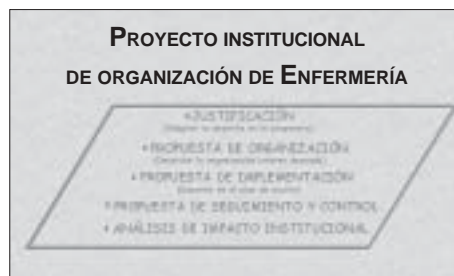 PROYECTO INSTITUCIONAL
DE ORGANIZACIÓN DE ENFERMERÍA
•JUSTIFICACIÓN
•PROPUESTA DE ORGANIZACIÓN
•PROPUESTA DE IMPLEMENTACIÓN
•PROPUESTA DE SEGUIMIENTO Y CONTROL
•ANÁLISIS DE IMPACTO INSTITUCIONAL